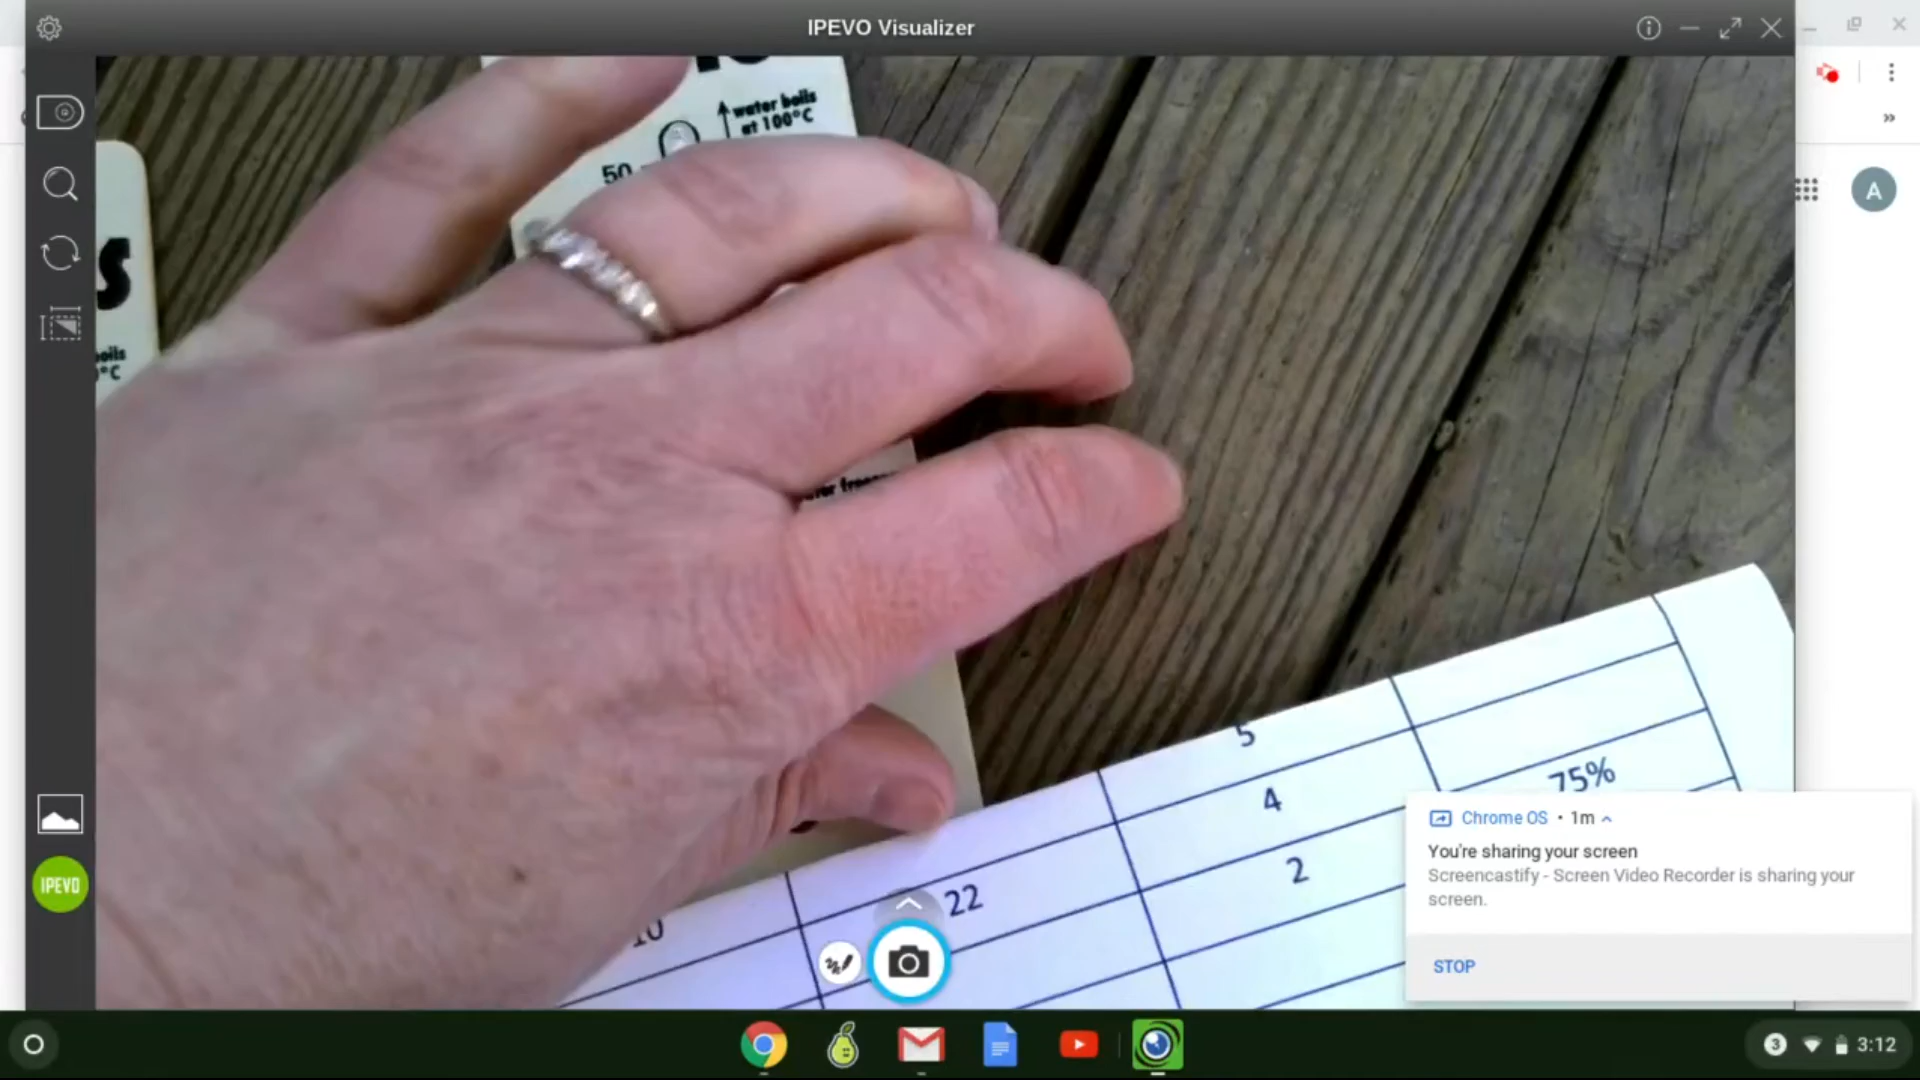 IPEVO Visualizer
water boils
at 100°C
50
S
oils
°C
5
75%
4
2
22
10
IPEVO
A
Chrome OS • 1m
You're sharing your screen
Screencastify - Screen Video Recorder is sharing your
screen.
STOP
3
3:12